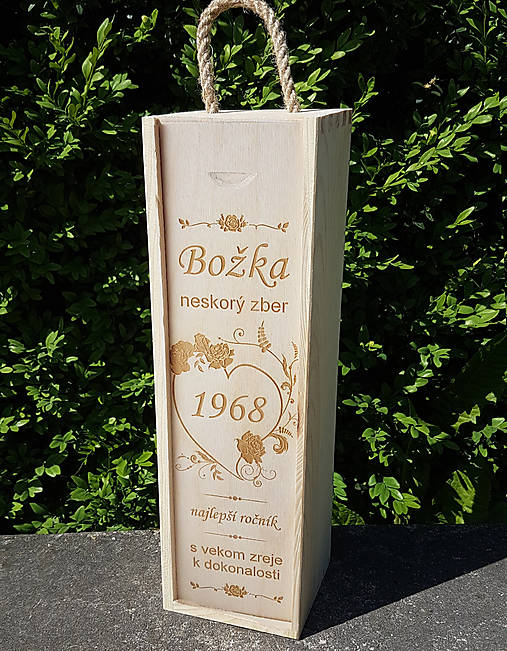 Božka
neskorý zber
1968
najlepší ročník
s vekom zreje
k dokonalosti